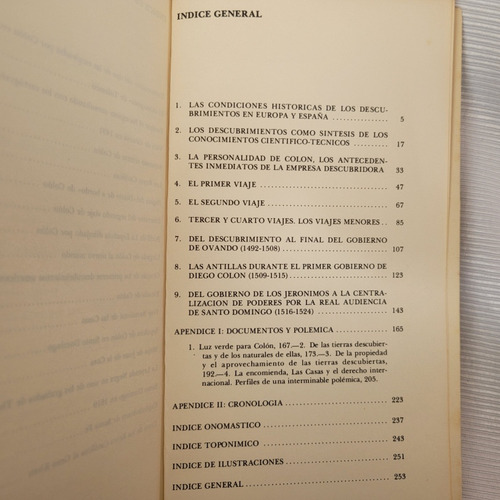 INDICE GENERAL
1. LAS CONDICIONES HISTORICAS DE LOS DESCU-
BRIMIENTOS EN EUROPA Y ESPAÑA ................ 5
2. LOS DESCUBRIMIENTOS COMO SINTESIS DE LOS
CONOCIMIENTOS CIENTIFICO-TECNICOS ........... 17
3. LA PERSONALIDAD DE COLON, LOS ANTECEDEN-
TES INMEDIATOS DE LA EMPRESA DESCUBRIDORA 33
4. EL PRIMER VIAJE ................ 47
5. EL SEGUNDO VIAJE ................ 67
6. TERCER Y CUARTO VIAJES. LOS VIAJES MENORES .. 85
7. DEL DESCUBRIMIENTO AL FINAL DEL GOBIERNO
DE OVANDO (1492-1508) ................ 107
8. LAS ANTILLAS DURANTE EL PRIMER GOBIERNO DE
DIEGO COLON (1509-1515) ................ 123
9. DEL GOBIERNO DE LOS JERONIMOS A LA CENTRA-
LIZACION DE PODERES POR LA REAL AUDIENCIA
DE SANTO DOMINGO (1516-1524) ................ 143
APENDICE I: DOCUMENTOS Y POLEMICA ................ 165
1. Luz verde para Colón, 167.—2. De las tierras descubier-
tas y de los naturales de ellas, 173.—3. De la propiedad
y el aprovechamiento de las tierras descubiertas,
192.—4. La encomienda, Las Casas y el derecho inter-
nacional. Perfiles de una interminable polémica, 205.
APENDICE II: CRONOLOGIA ................ 223
INDICE ONOMASTICO ................ 237
INDICE TOPONIMICO ................ 243
INDICE DE ILUSTRACIONES ................ 251
INDICE GENERAL ................ 253